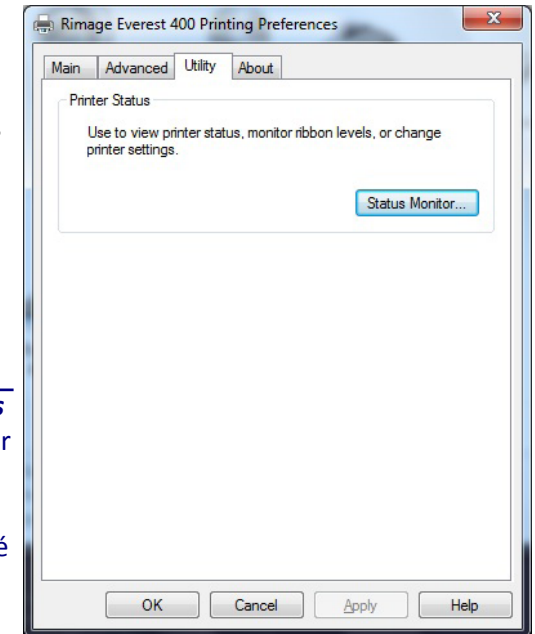 Rimage Everest 400 Printing Preferences
Main Advanced Utility About
Printer Status
Use to view printer status, monitor ribbon levels, or change
printer settings.
Status Monitor...
s
r
é
OK Cancel Apply Help